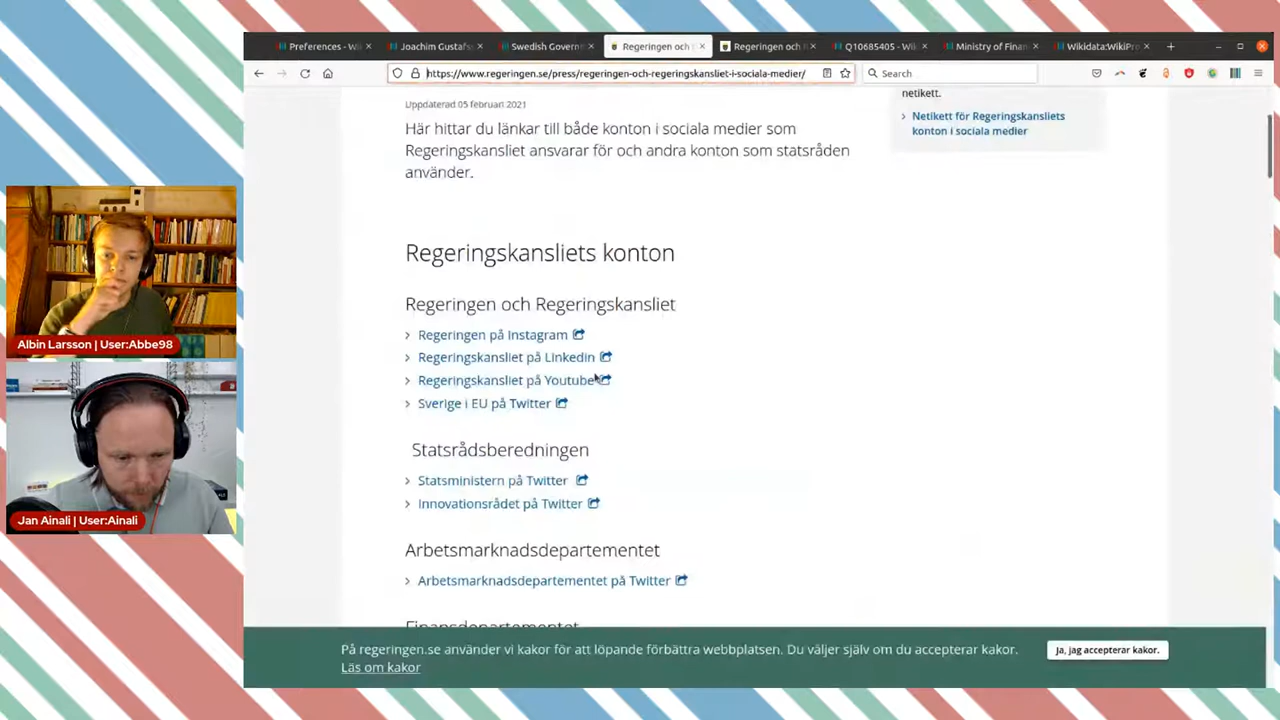 Preferences - Wi
Joachim Gustafs
Swedish Govern
Regeringen och
Regeringen och
Q10685405 - Wi
Ministry of Finan
Wikidata:WikiPro
https://www.regeringen.se/press/regeringen-och-regeringskansliet-i-sociala-medier/
Search
Uppdaterad 05 februari 2021
Här hittar du länkar till både konton i sociala medier som
Regeringskansliet ansvarar för och andra konton som statsråden
använder.
netikett.
Netikett för Regeringskansliets
konton i sociala medier
Regeringskansliets konton
Regeringen och Regeringskansliet
Regeringen på Instagram
Regeringskansliet på Linkedin
Regeringskansliet på Youtube
Sverige i EU på Twitter
Statsrådsberedningen
Statsministern på Twitter
Innovationsrådet på Twitter
Arbetsmarknadsdepartementet
Arbetsmarknadsdepartementet på Twitter
Finansdepartementet
På regeringen.se använder vi kakor för att löpande förbättra webbplatsen. Du väljer själv om du accepterar kakor.
Läs om kakor
Ja, jag accepterar kakor.
Albin Larsson | User:Abbe98
Jan Ainali | User:Ainali